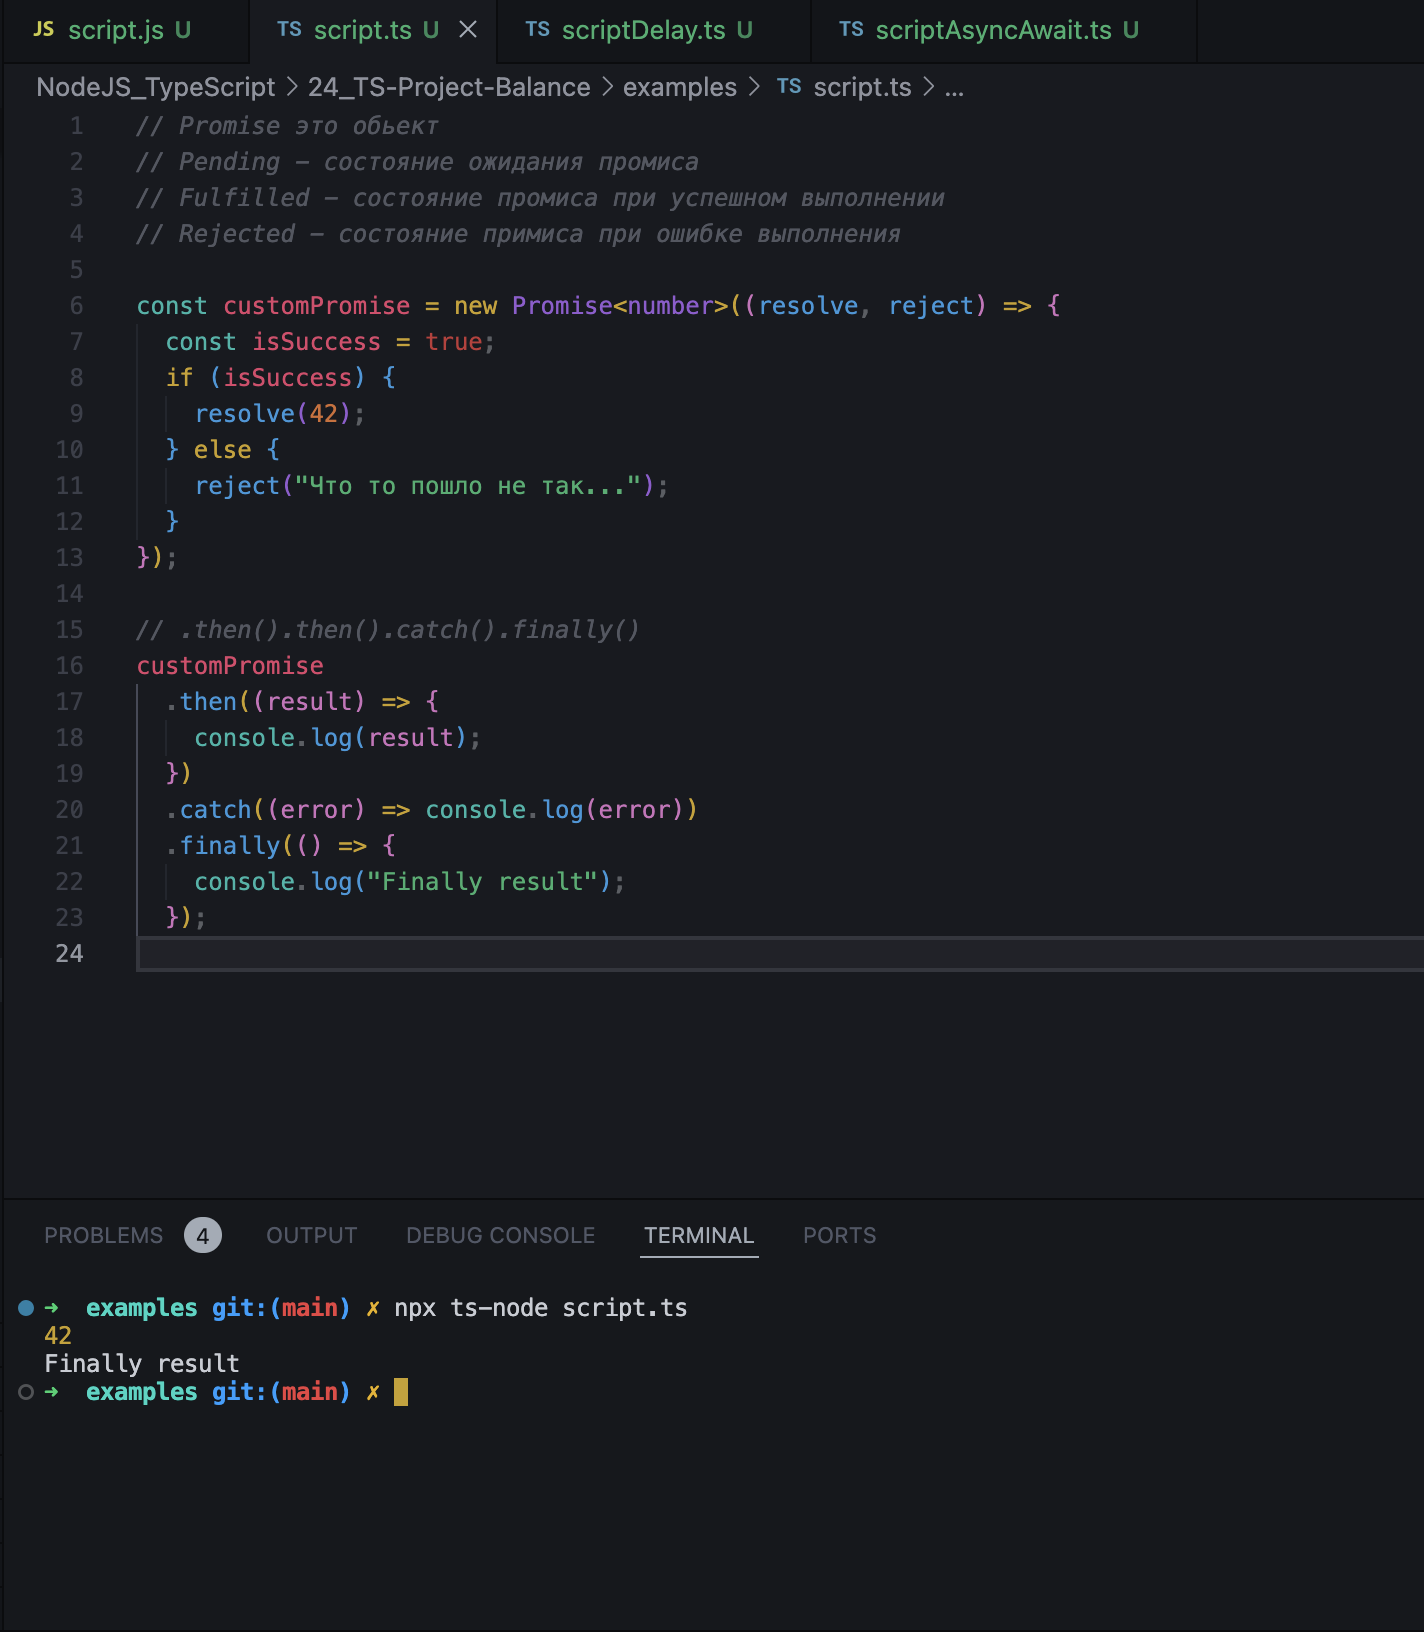 JS script.js U TS script.ts U TS scriptDelay.ts U TS scriptAsyncAwait.ts U
NodeJS_TypeScript > 24_TS-Project-Balance > examples > TS script.ts > ...
1 // Promise это обьект
2 // Pending - состояние ожидания промиса
3 // Fulfilled - состояние промиса при успешном выполнении
4 // Rejected - состояние примиса при ошибке выполнения
5
6 const customPromise = new Promise<number>((resolve, reject) => {
7   const isSuccess = true;
8   if (isSuccess) {
9     resolve(42);
10   } else {
11     reject("Что то пошло не так...");
12   }
13 });
14
15 // .then().then().catch().finally()
16 customPromise
17   .then((result) => {
18     console.log(result);
19   })
20   .catch((error) => console.log(error))
21   .finally(() => {
22     console.log("Finally result");
23   });
24
PROBLEMS 4 OUTPUT DEBUG CONSOLE TERMINAL PORTS
➜ examples git:(main) ✗ npx ts-node script.ts
42
Finally result
➜ examples git:(main) ✗